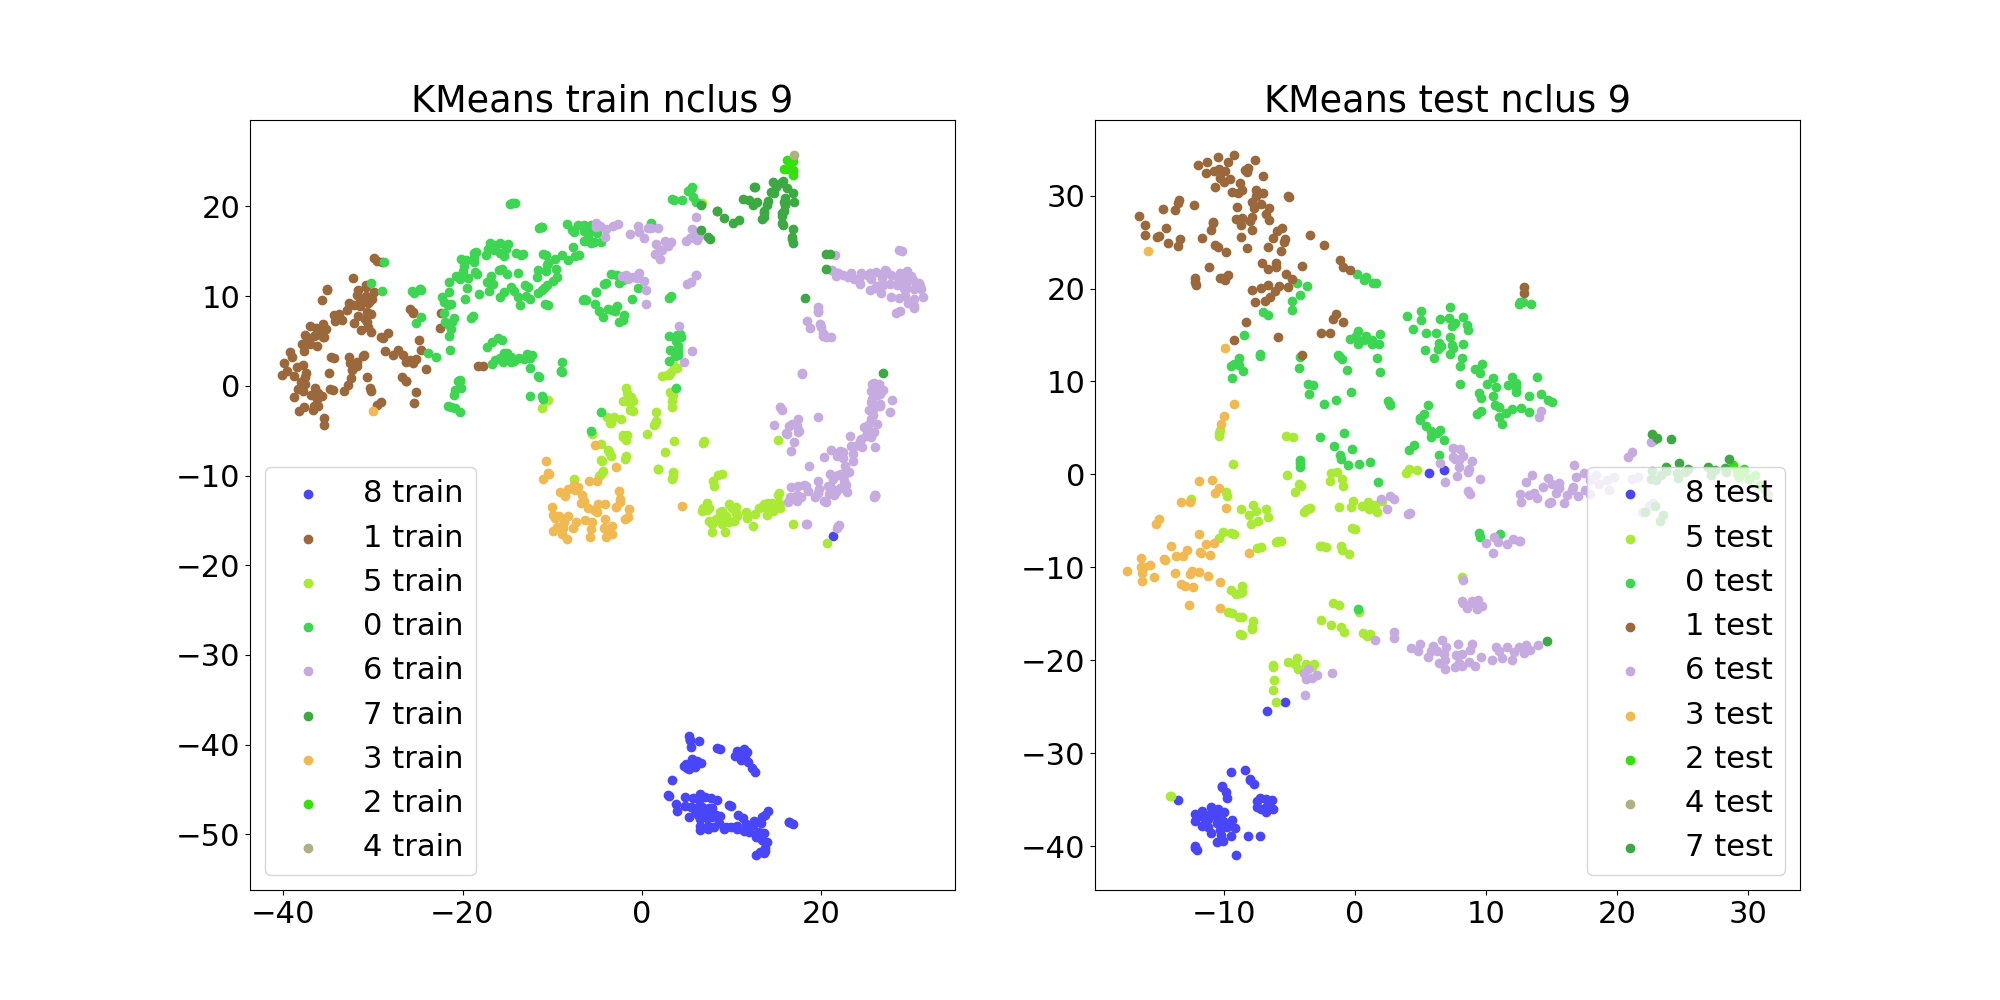 KMeans train nclus 9
20
10
0
−10
−20
−30
−40
−50
−40
−20
0
20
8 train
1 train
5 train
0 train
6 train
7 train
3 train
2 train
4 train
KMeans test nclus 9
30
20
10
0
−10
−20
−30
−40
−10
0
10
20
30
8 test
5 test
0 test
1 test
6 test
3 test
2 test
4 test
7 test